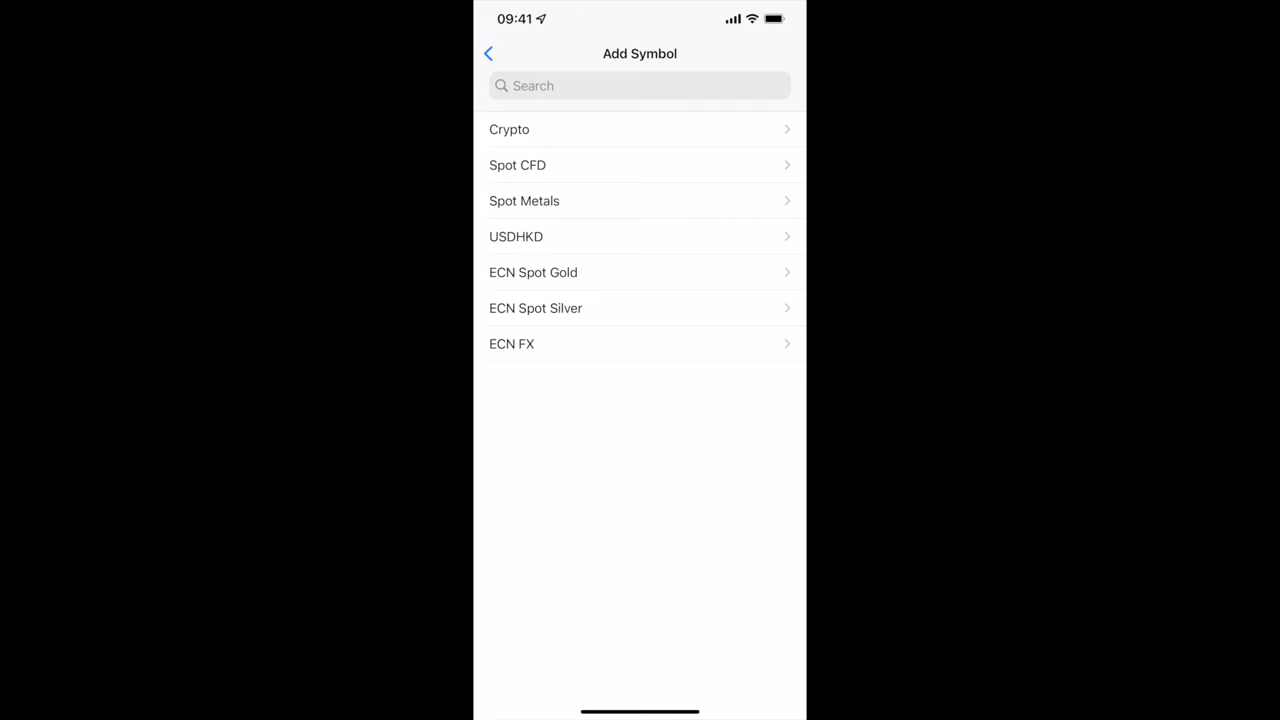 09:41
Add Symbol
Search
Crypto
Spot CFD
Spot Metals
USDHKD
ECN Spot Gold
ECN Spot Silver
ECN FX